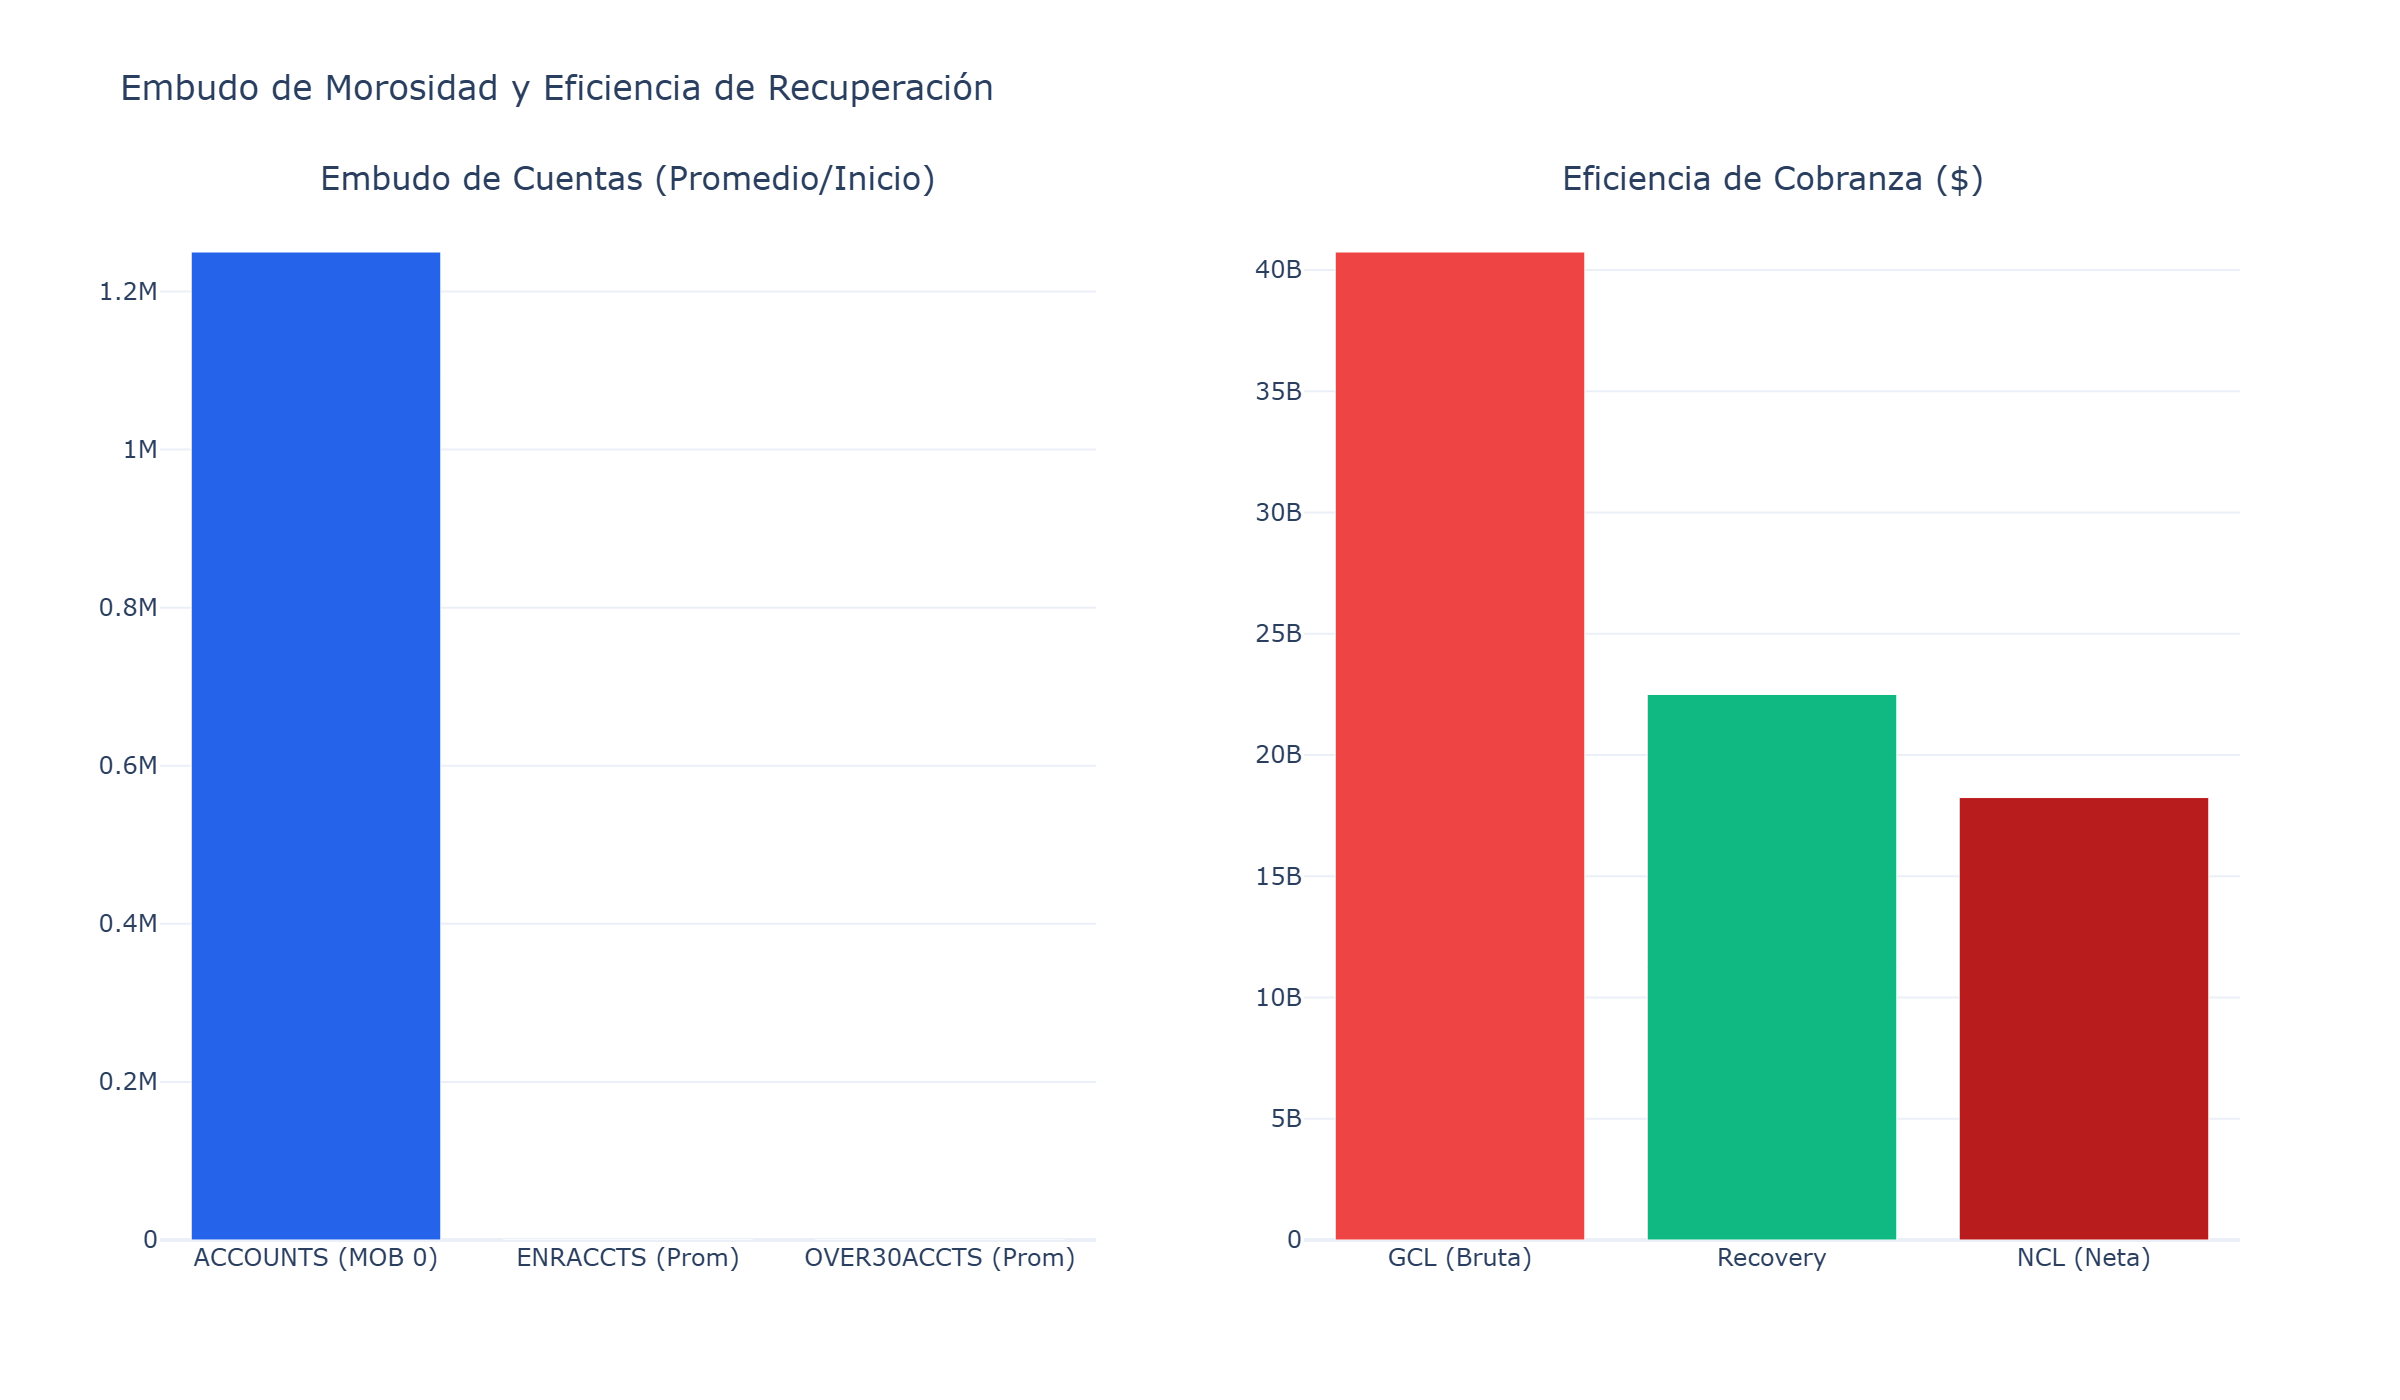 Embudo de Morosidad y Eficiencia de Recuperación
Embudo de Cuentas (Promedio/Inicio)
1.2M
1M
0.8M
0.6M
0.4M
0.2M
0
ACCOUNTS (MOB 0)
ENRACCTS (Prom)
OVER30ACCTS (Prom)
Eficiencia de Cobranza ($)
40B
35B
30B
25B
20B
15B
10B
5B
0
GCL (Bruta)
Recovery
NCL (Neta)